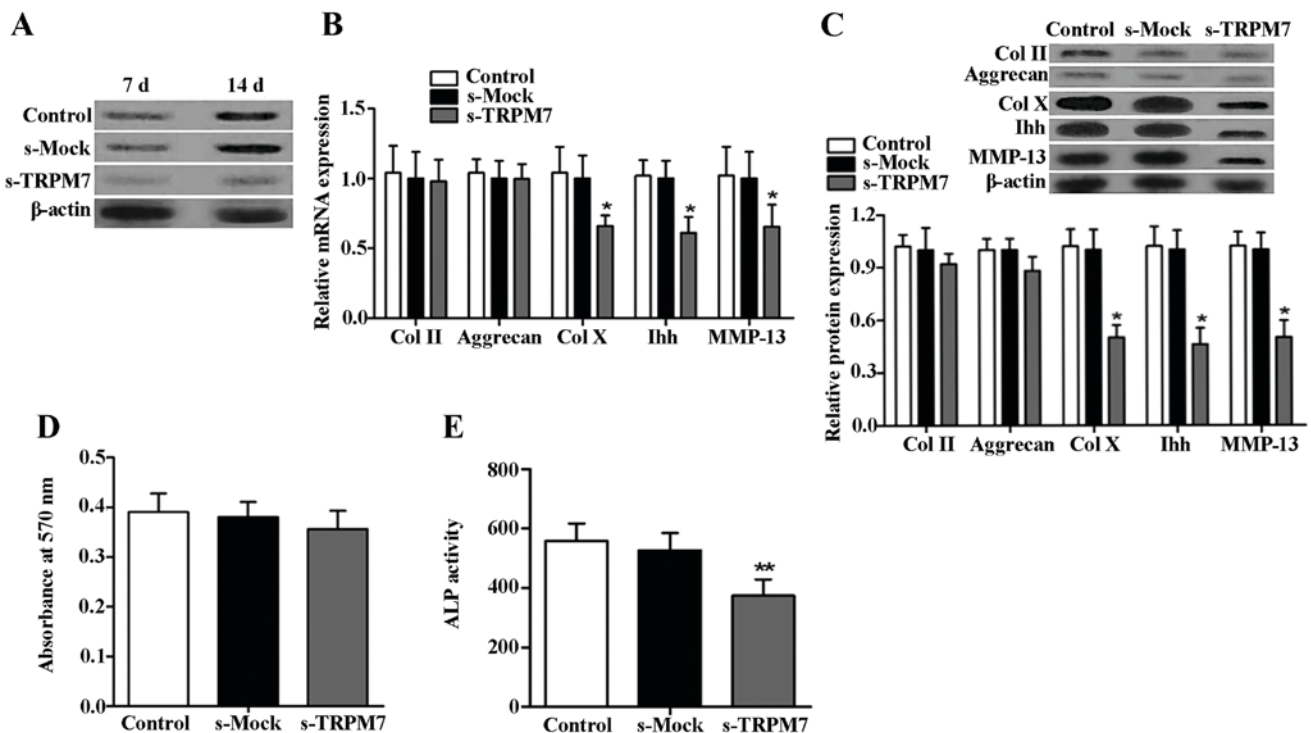 A
7 d 14 d
Control
s-Mock
s-TRPM7
β-actin
B
Control
s-Mock
s-TRPM7
Relative mRNA expression
1.5
1.0
0.5
0.0
* * *
Col II Aggrecan Col X Ihh MMP-13
C
Control s-Mock s-TRPM7
Col II
Aggrecan
Col X
Ihh
MMP-13
β-actin
Control
s-Mock
s-TRPM7
Relative protein expression
1.2
0.9
0.6
0.3
0.0
* * *
Col II Aggrecan Col X Ihh MMP-13
D
Absorbance at 570 nm
0.5
0.4
0.3
0.2
0.1
0.0
Control s-Mock s-TRPM7
E
ALP activity
800
600
400
200
0
**
Control s-Mock s-TRPM7